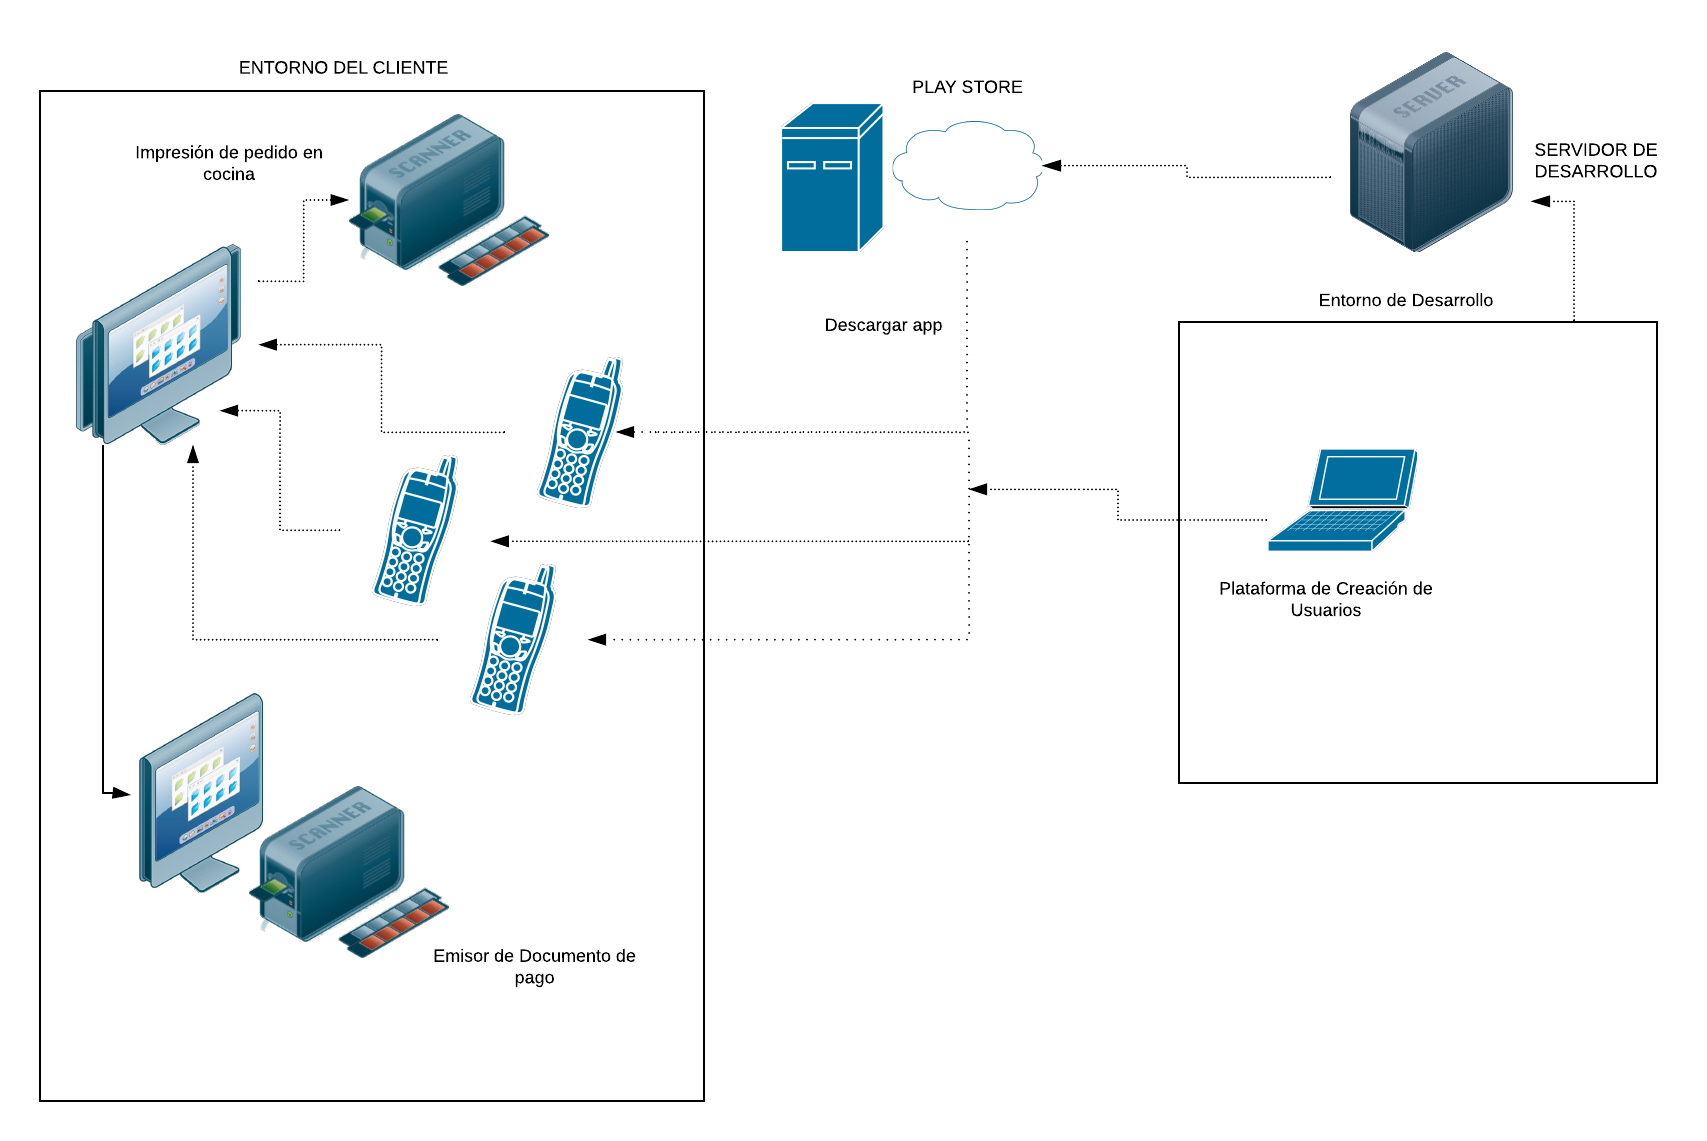 ENTORNO DEL CLIENTE
PLAY STORE
SERVER
SERVIDOR DE
DESARROLLO
Impresión de pedido en
cocina
SCANNER
Entorno de Desarrollo
Descargar app
Plataforma de Creación de
Usuarios
SCANNER
Emisor de Documento de
pago